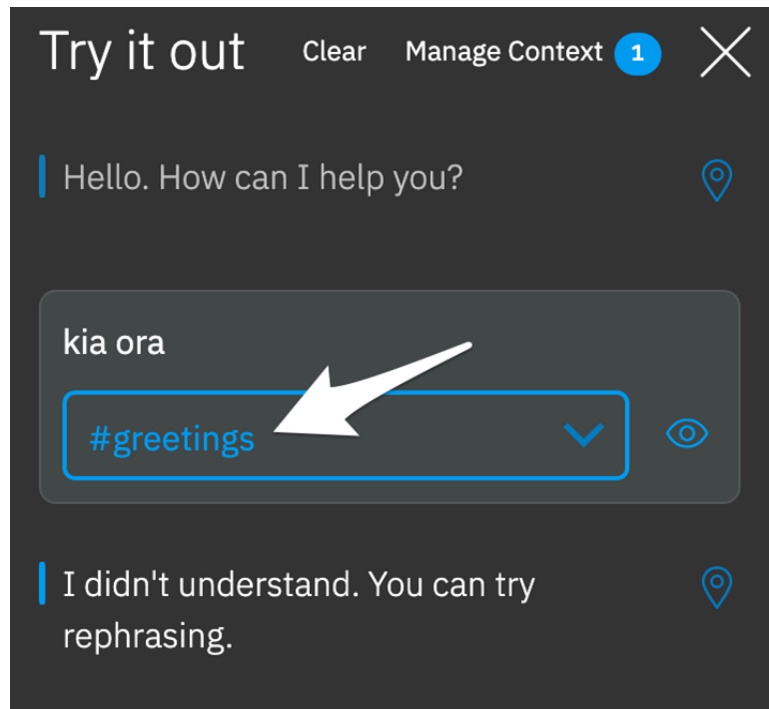 Try it out Clear Manage Context 1
Hello. How can I help you?
kia ora
#greetings
I didn't understand. You can try
rephrasing.